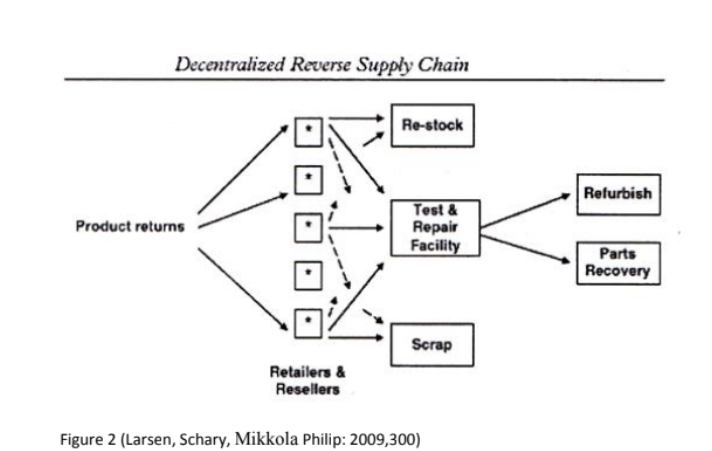 Decentralized Reverse Supply Chain
*
Re-stock
*
Refurbish
Product returns
*
Test &
Repair
Facility
*
Parts
Recovery
*
Scrap
Retailers &
Resellers
Figure 2 (Larsen, Schary, Mikkola Philip: 2009,300)